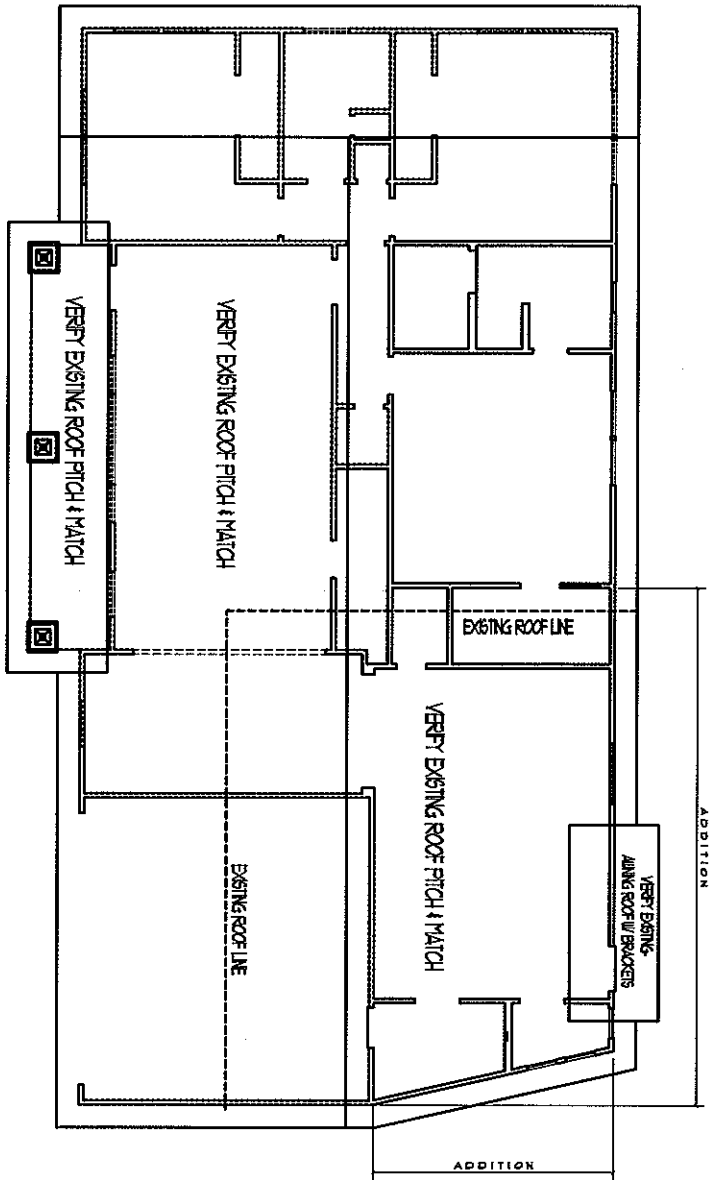 VERIFY EXISTING ROOF PITCH & MATCH
VERIFY EXISTING ROOF PITCH & MATCH
EXISTING ROOF LINE
VERIFY EXISTING ROOF PITCH & MATCH
EXISTING ROOF LINE
VERIFY EXISTING
AWNING ROOF W/ BRACKETS
ADDITION
ADDITION